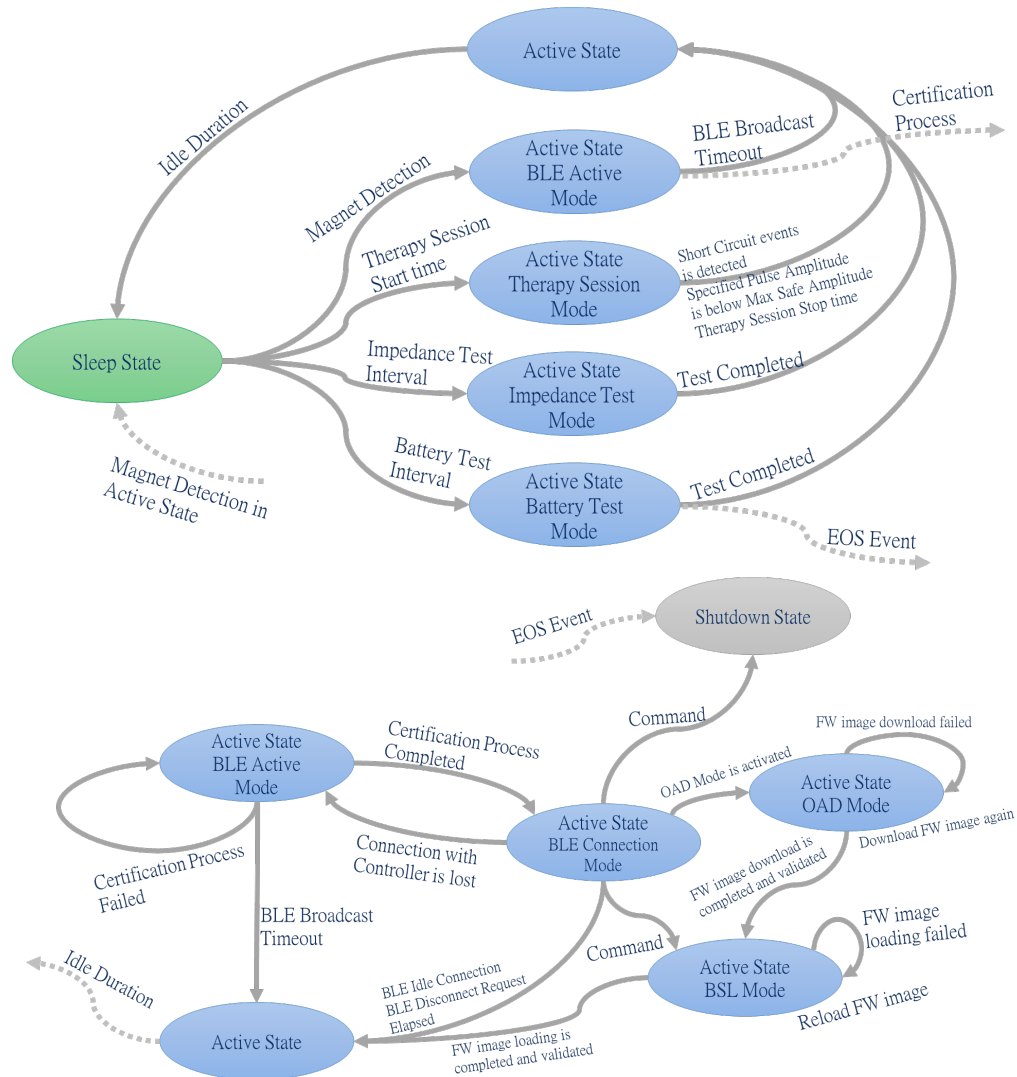 Active State
Idle Duration
Certification
Process
BLE Broadcast
Timeout
Active State
BLE Active
Mode
Magnet Detection
Therapy Session
Start time
Active State
Therapy Session
Mode
Short Circuit events
is detected
Specified Pulse Amplitude
is below Max Safe Amplitude
Therapy Session Stop time
Sleep State
Impedance Test
Interval
Active State
Impedance Test
Mode
Test Completed
Battery Test
Interval
Active State
Battery Test
Mode
Test Completed
Magnet Detection in
Active State
EOS Event
EOS Event
Shutdown State
Command
Active State
BLE Active
Mode
Certification Process
Completed
FW image download failed
OAD Mode is activated
Active State
OAD Mode
Active State
BLE Connection
Mode
Download FW image again
Connection with
Controller is lost
Certification Process
Failed
FW image download is
completed and validated
BLE Broadcast
Timeout
Command
FW image
loading failed
Active State
BSL Mode
Reload FW image
Idle Duration
BLE Idle Connection
BLE Disconnect Request
Elapsed
Active State
FW image loading is
completed and validated